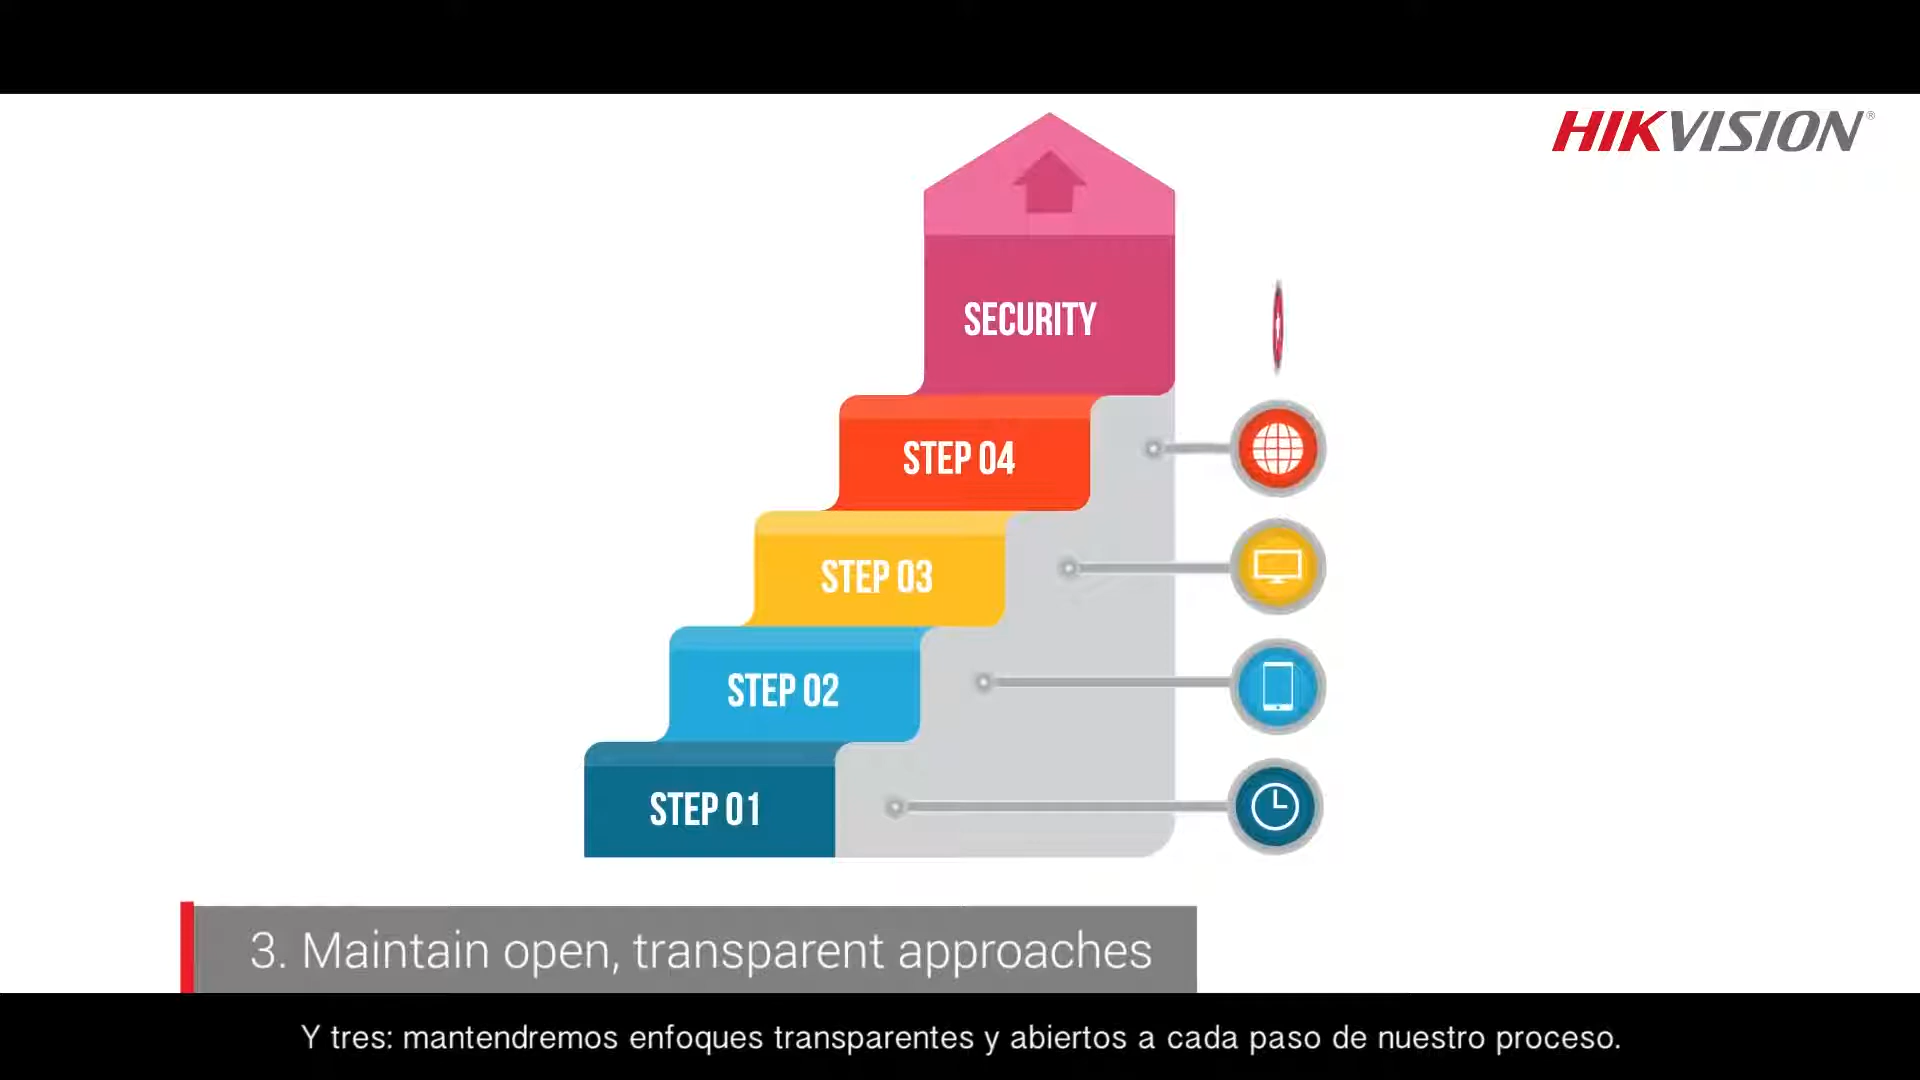 HIKVISION®
SECURITY
STEP 04
STEP 03
STEP 02
STEP 01
3. Maintain open, transparent approaches
Y tres: mantendremos enfoques transparentes y abiertos a cada paso de nuestro proceso.